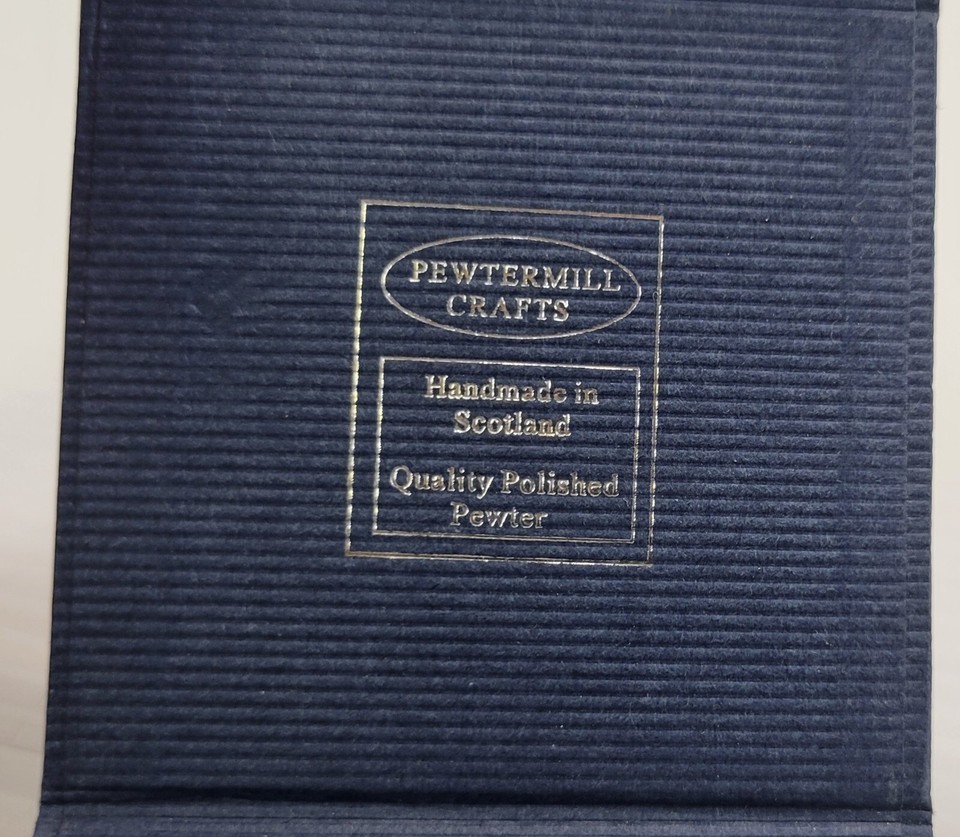 PEWTERMILL
CRAFTS
Handmade in
Scotland
Quality Polished
Pewter